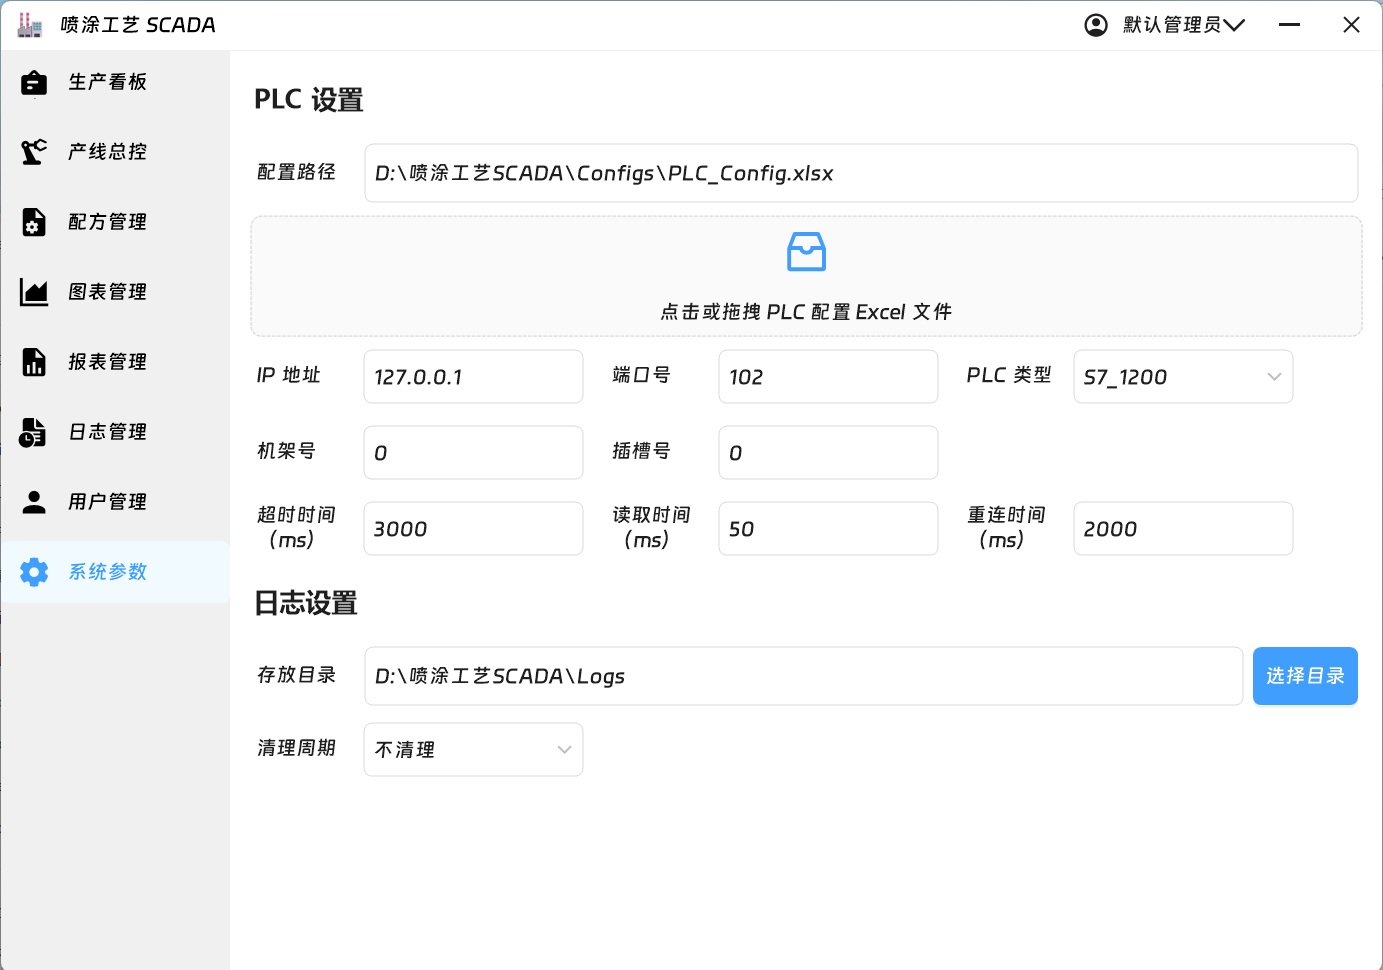 喷涂工艺 SCADA
默认管理员
生产看板
产线总控
配方管理
图表管理
报表管理
日志管理
用户管理
系统参数
PLC 设置
配置路径 D:\喷涂工艺SCADA\Configs\PLC_Config.xlsx
点击或拖拽 PLC 配置 Excel 文件
IP 地址 127.0.0.1 端口号 102 PLC 类型 S7_1200
机架号 0 插槽号 0
超时时间（ms） 3000 读取时间（ms） 50 重连时间（ms） 2000
日志设置
存放目录 D:\喷涂工艺SCADA\Logs 选择目录
清理周期 不清理